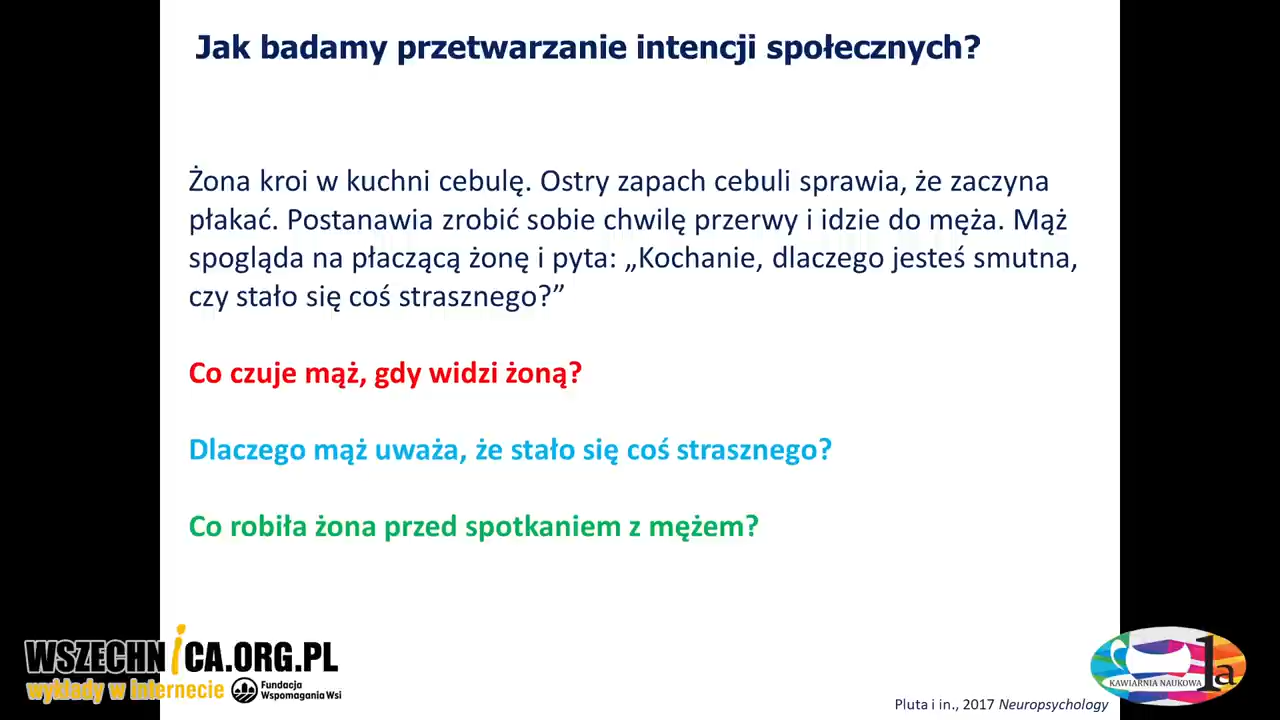 Jak badamy przetwarzanie intencji społecznych?
Żona kroi w kuchni cebulę. Ostry zapach cebuli sprawia, że zaczyna
płakać. Postanawia zrobić sobie chwilę przerwy i idzie do męża. Mąż
spogląda na płaczącą żonę i pyta: „Kochanie, dlaczego jesteś smutna,
czy stało się coś strasznego?”
Co czuje mąż, gdy widzi żoną?
Dlaczego mąż uważa, że stało się coś strasznego?
Co robiła żona przed spotkaniem z mężem?
WSZECHNiCA.ORG.PL
wykłady w internecie
Fundacja
Wspomagania Wsi
KAWIARNIA NAUKOWA 1a
Pluta i in., 2017 Neuropsychology